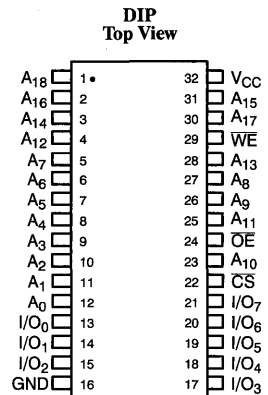 DIP
Top View
A18 1 32 VCC
A16 2 31 A15
A14 3 30 A17
A12 4 29 W̅E̅
A7 5 28 A13
A6 6 27 A8
A5 7 26 A9
A4 8 25 A11
A3 9 24 O̅E̅
A2 10 23 A10
A1 11 22 C̅S̅
A0 12 21 I/O7
I/O0 13 20 I/O6
I/O1 14 19 I/O5
I/O2 15 18 I/O4
GND 16 17 I/O3